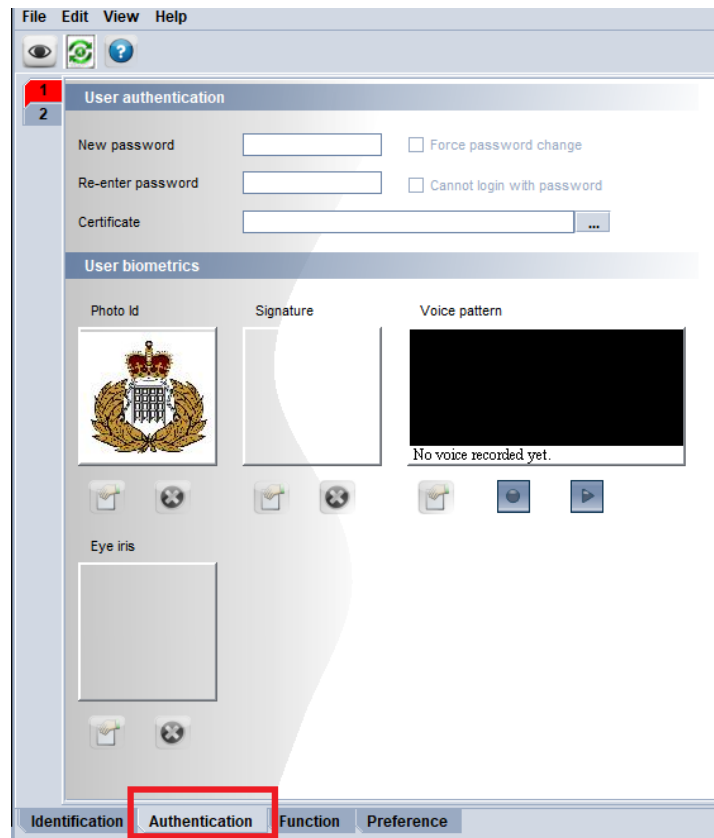 File Edit View Help
1
2
User authentication
New password
Force password change
Re-enter password
Cannot login with password
Certificate
...
User biometrics
Photo Id Signature Voice pattern
No voice recorded yet.
Eye iris
Identification Authentication Function Preference